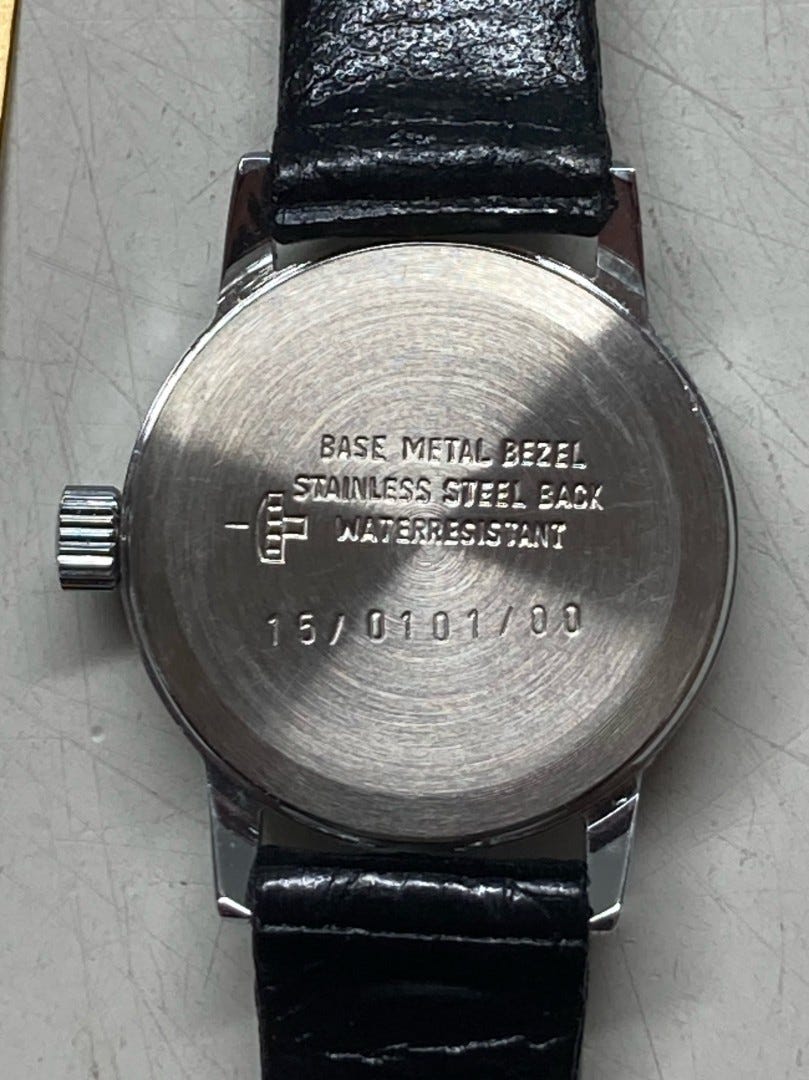 BASE METAL BEZEL
STAINLESS STEEL BACK
WATERRESISTANT
15/0101/00